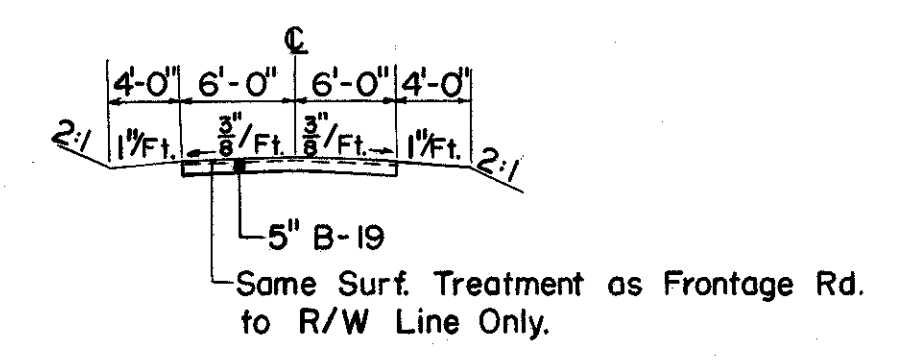 ℄
4'-0" 6'-0" 6'-0" 4'-0"
2:1 1"/Ft. 3/8"/Ft. 3/8"/Ft. 1"/Ft. 2:1
5" B-19
Same Surf. Treatment as Frontage Rd.
to R/W Line Only.